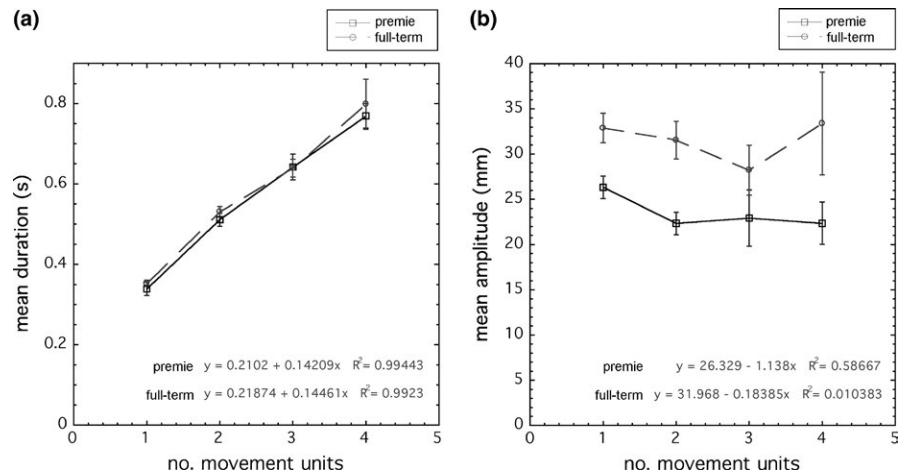 (a)
premie
full-term
mean duration (s)
0.8
0.6
0.4
0.2
0
premie y = 0.2102 + 0.14209x R²= 0.99443
full-term y = 0.21874 + 0.14461x R²= 0.9923
0 1 2 3 4 5
no. movement units
(b)
premie
full-term
mean amplitude (mm)
40
35
30
25
20
15
10
5
0
premie y = 26.329 - 1.138x R²= 0.58667
full-term y = 31.968 - 0.18385x R²= 0.010383
0 1 2 3 4 5
no. movement units